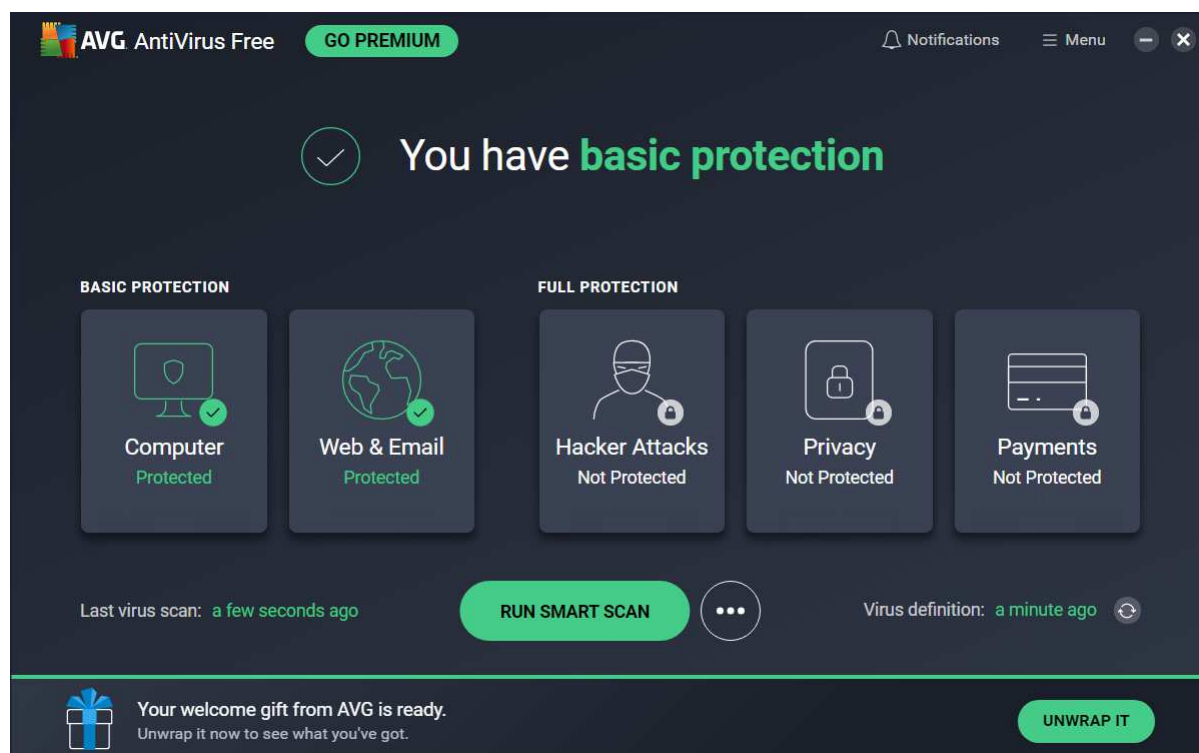 AVG AntiVirus Free
GO PREMIUM
Notifications
Menu
You have basic protection
BASIC PROTECTION
FULL PROTECTION
Computer
Protected
Web & Email
Protected
Hacker Attacks
Not Protected
Privacy
Not Protected
Payments
Not Protected
Last virus scan: a few seconds ago
RUN SMART SCAN
Virus definition: a minute ago
Your welcome gift from AVG is ready.
Unwrap it now to see what you've got.
UNWRAP IT